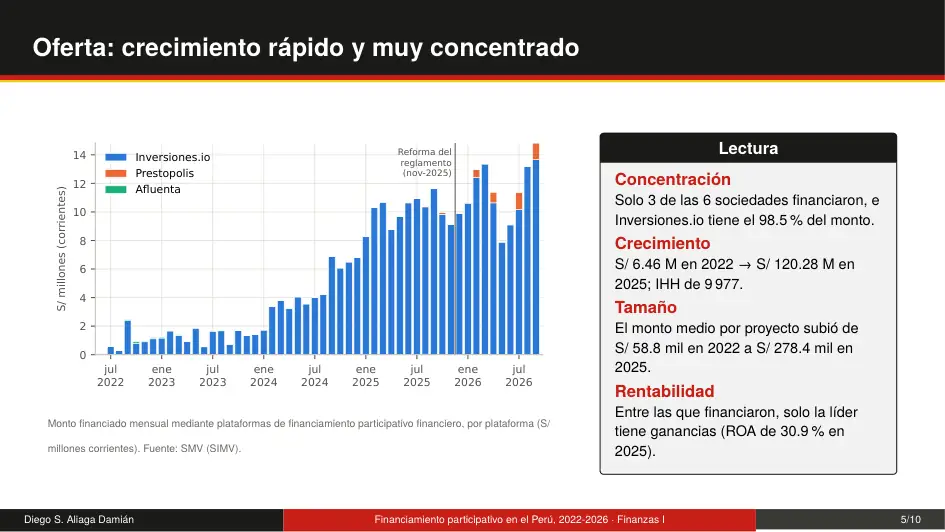 Oferta: crecimiento rápido y muy concentrado
S/ millones (corrientes)
14
12
10
8
6
4
2
0
Inversiones.io
Prestopolis
Afluenta
Reforma del
reglamento
(nov-2025)
jul ene jul ene jul ene jul ene jul
2022 2023 2023 2024 2024 2025 2025 2026 2026
Monto financiado mensual mediante plataformas de financiamiento participativo financiero, por plataforma (S/
millones corrientes). Fuente: SMV (SIMV).
Lectura
Concentración
Solo 3 de las 6 sociedades financiaron, e
Inversiones.io tiene el 98.5 % del monto.
Crecimiento
S/ 6.46 M en 2022 → S/ 120.28 M en
2025; IHH de 9 977.
Tamaño
El monto medio por proyecto subió de
S/ 58.8 mil en 2022 a S/ 278.4 mil en
2025.
Rentabilidad
Entre las que financiaron, solo la líder
tiene ganancias (ROA de 30.9 % en
2025).
Diego S. Aliaga Damián
Financiamiento participativo en el Perú, 2022-2026 · Finanzas I
5/10